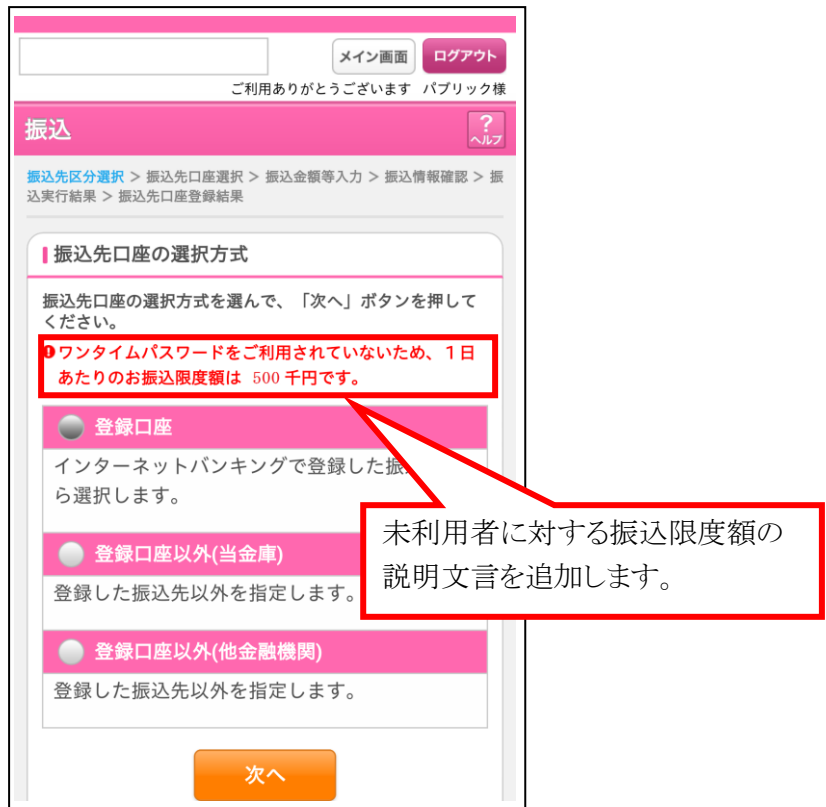 メイン画面 ログアウト
ご利用ありがとうございます パブリック様
振込
?
ヘルプ
振込先区分選択 > 振込先口座選択 > 振込金額等入力 > 振込情報確認 > 振
込実行結果 > 振込先口座登録結果
振込先口座の選択方式
振込先口座の選択方式を選んで、「次へ」ボタンを押して
ください。
ワンタイムパスワードをご利用されていないため、1日
あたりのお振込限度額は 500 千円です。
登録口座
インターネットバンキングで登録した振
ら選択します。
未利用者に対する振込限度額の
説明文言を追加します。
登録口座以外(当金庫)
登録した振込先以外を指定します。
登録口座以外(他金融機関)
登録した振込先以外を指定します。
次へ